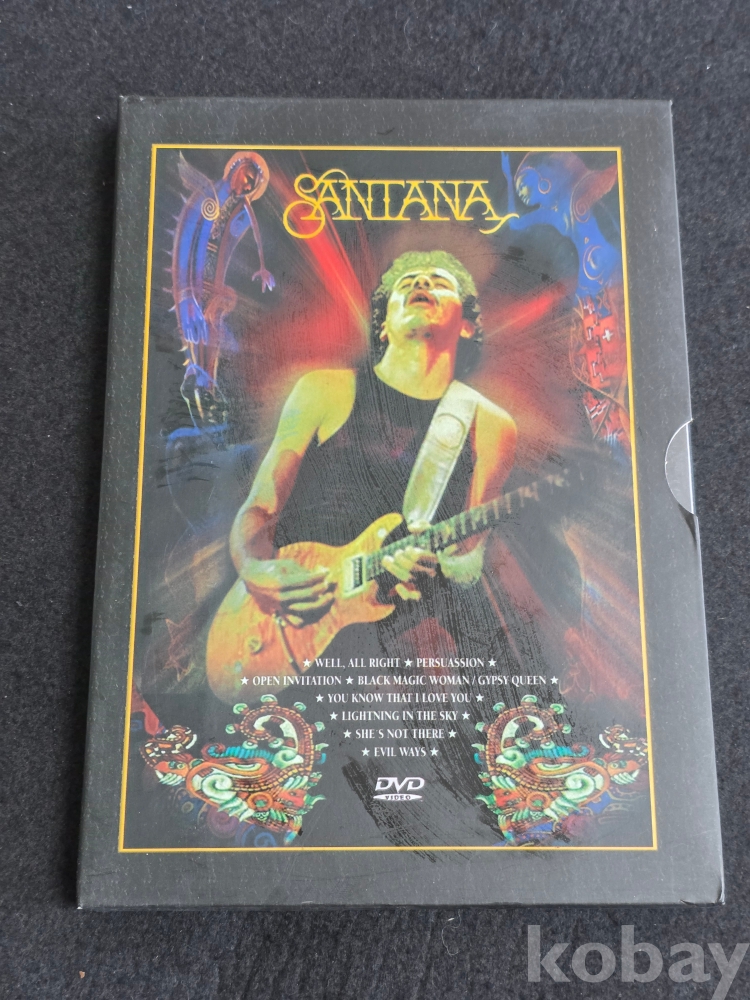 SANTANA
★ WELL, ALL RIGHT ★ PERSUASSION ★
★ OPEN INVITATION ★ BLACK MAGIC WOMAN / GYPSY QUEEN ★
★ YOU KNOW THAT I LOVE YOU ★
★ LIGHTNING IN THE SKY ★
★ SHE'S NOT THERE ★
★ EVIL WAYS ★
DVD
VIDEO
kobay